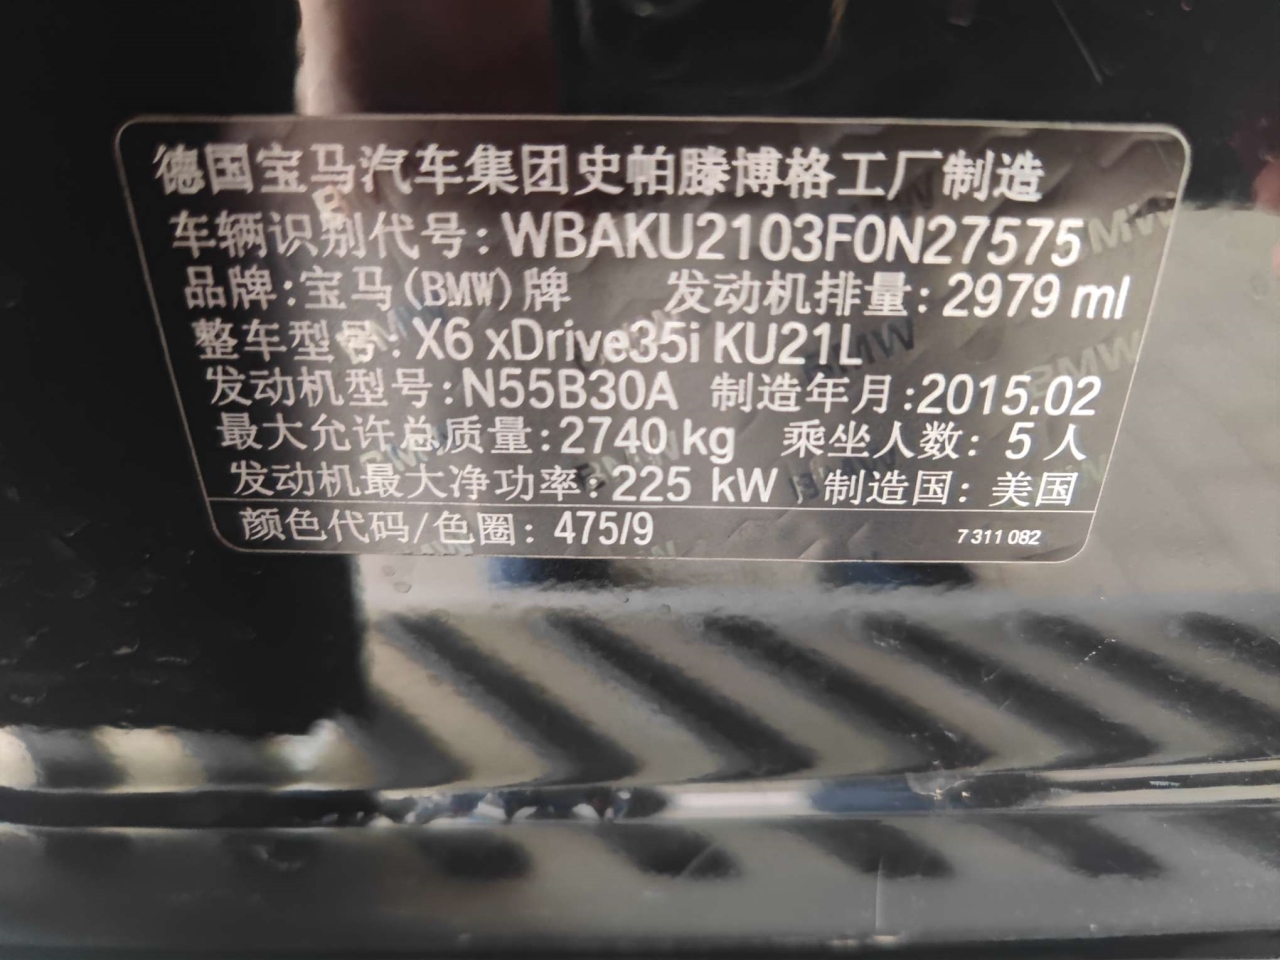 德国宝马汽车集团史帕滕博格工厂制造
车辆识别代号: WBAKU2103F0N27575
品牌: 宝马(BMW)牌 发动机排量: 2979 ml
整车型号: X6 xDrive35i KU21L
发动机型号: N55B30A 制造年月: 2015.02
最大允许总质量: 2740 kg 乘坐人数: 5 人
发动机最大净功率: 225 kW 制造国: 美国
颜色代码/色圈: 475/9 7 311 082